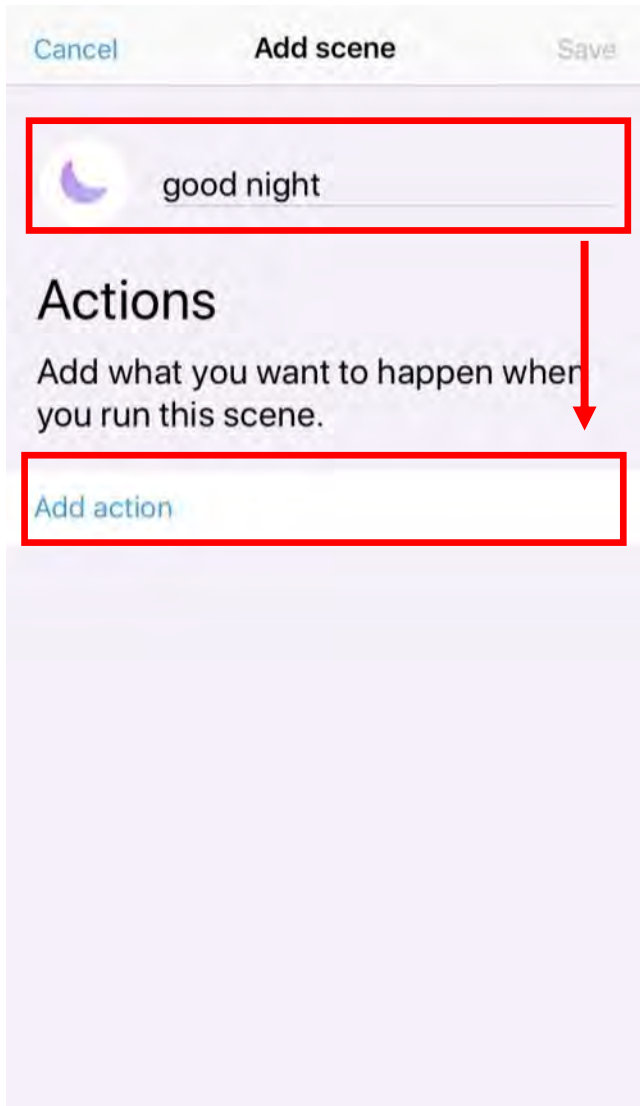 Cancel Add scene Save
good night
Actions
Add what you want to happen when
you run this scene.
Add action